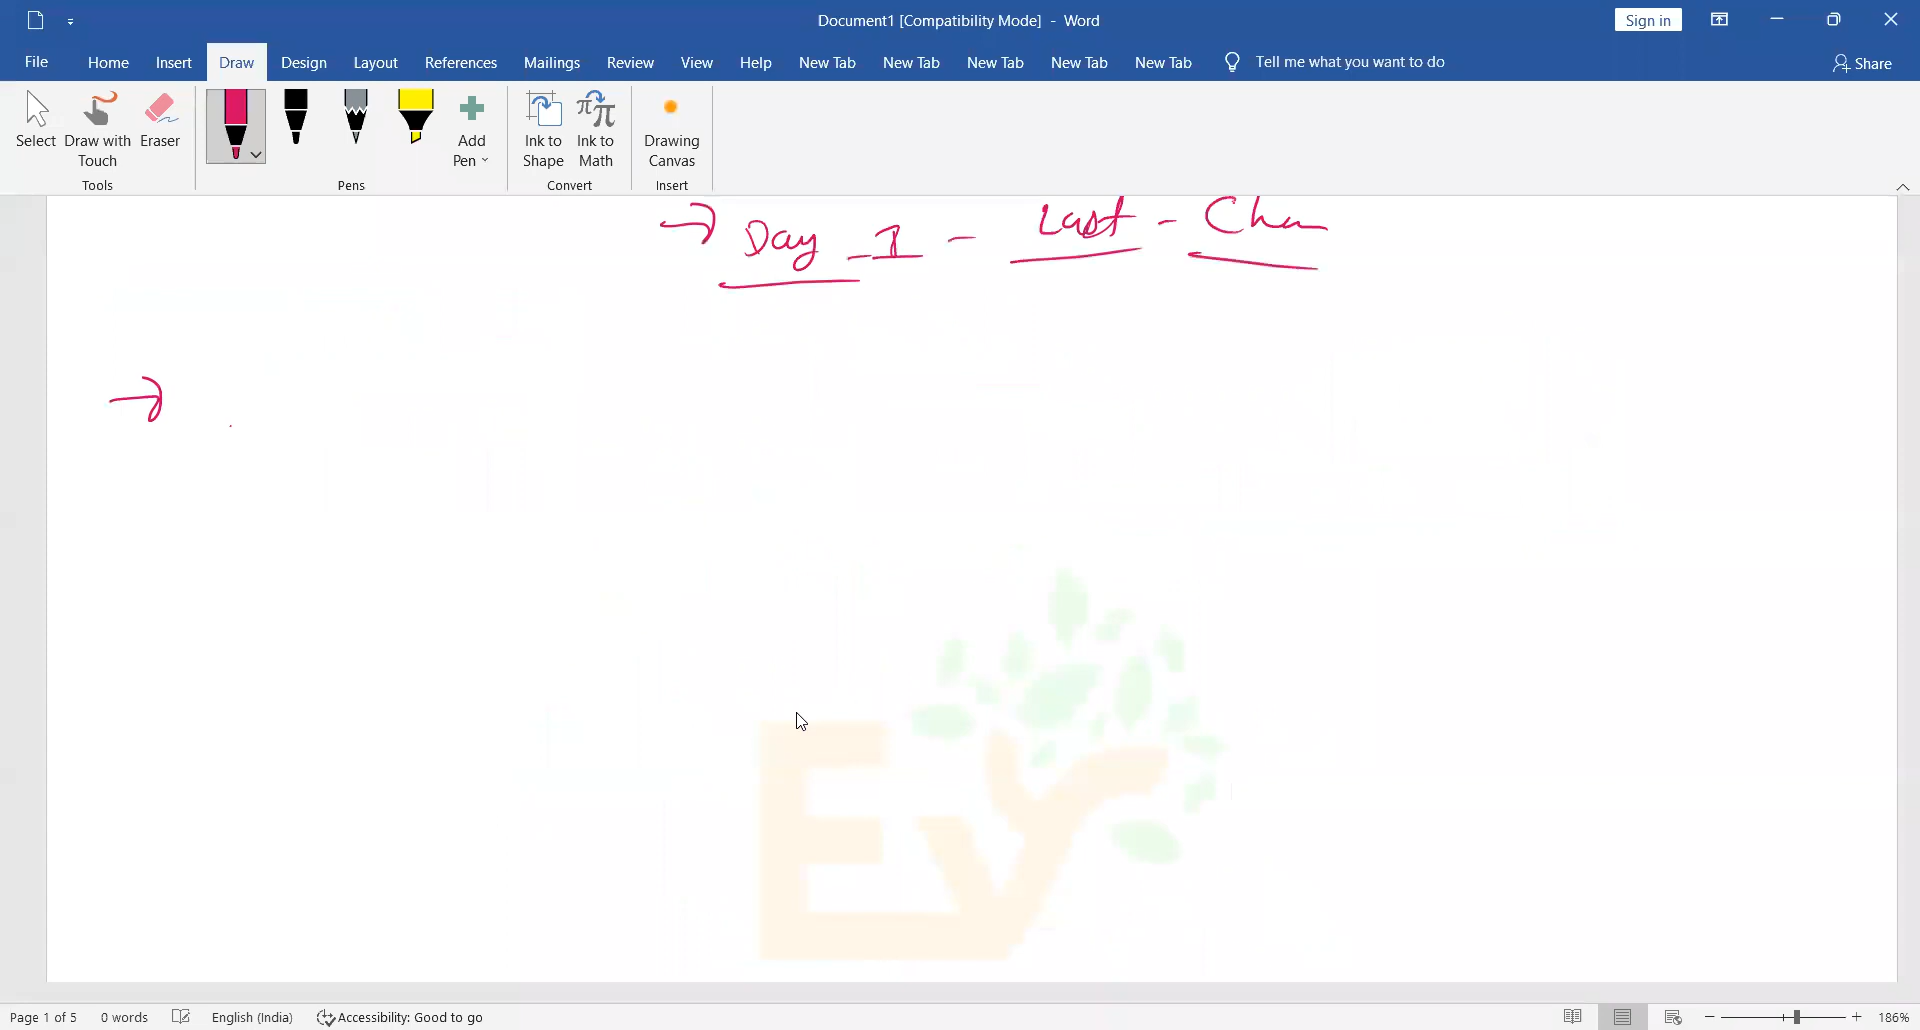 Document1 [Compatibility Mode] - Word
Sign in
File Home Insert Draw Design Layout References Mailings Review View Help New Tab New Tab New Tab New Tab New Tab Tell me what you want to do Share
Select Draw with Touch Eraser Add Pen Ink to Shape Ink to Math Drawing Canvas
Tools Pens Convert Insert
→ Day - 1 - Last - Cha
→
Ey
Page 1 of 5 0 words English (India) Accessibility: Good to go 186%